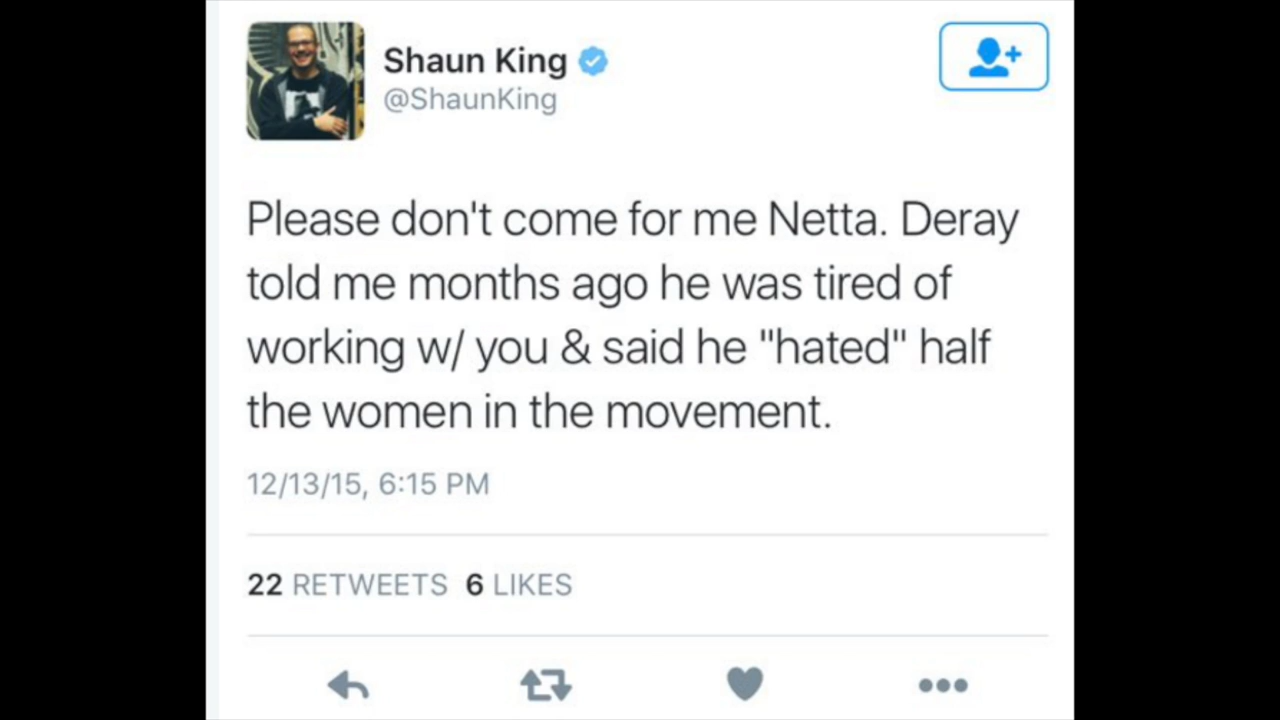 Shaun King
@ShaunKing
Please don't come for me Netta. Deray
told me months ago he was tired of
working w/ you & said he "hated" half
the women in the movement.
12/13/15, 6:15 PM
22 RETWEETS 6 LIKES